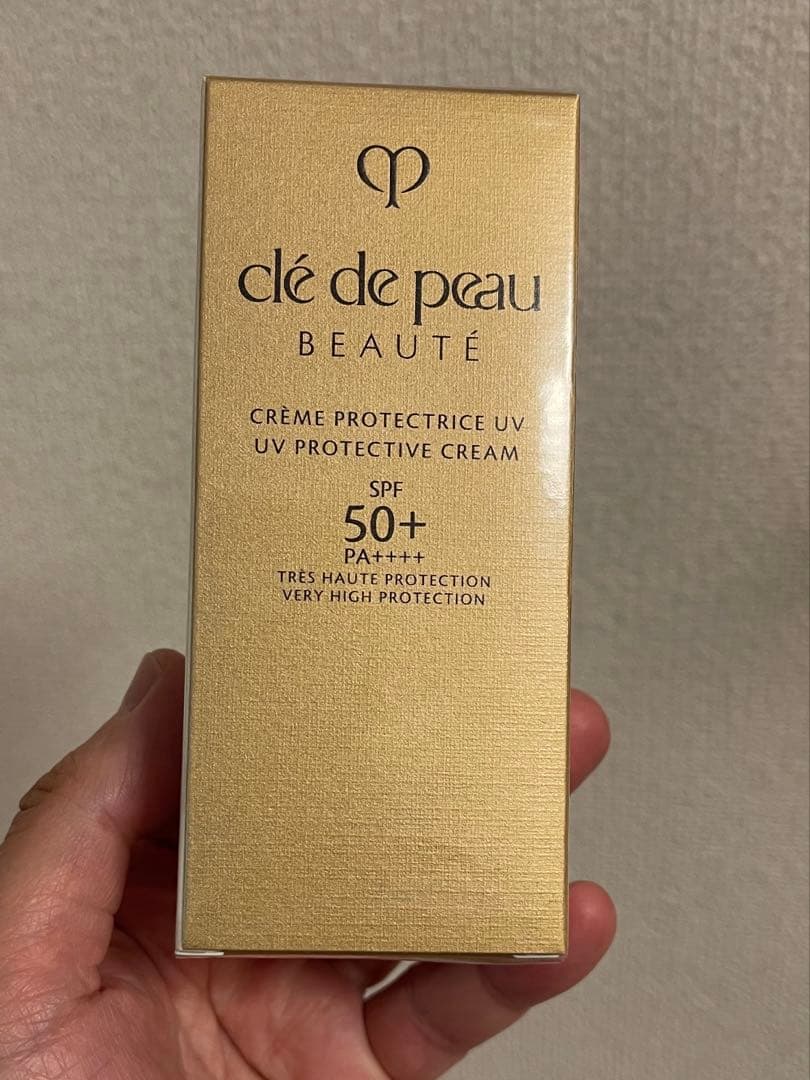 clé de peau
BEAUTÉ
CRÈME PROTECTRICE UV
UV PROTECTIVE CREAM
SPF
50+
PA++++
TRÈS HAUTE PROTECTION
VERY HIGH PROTECTION